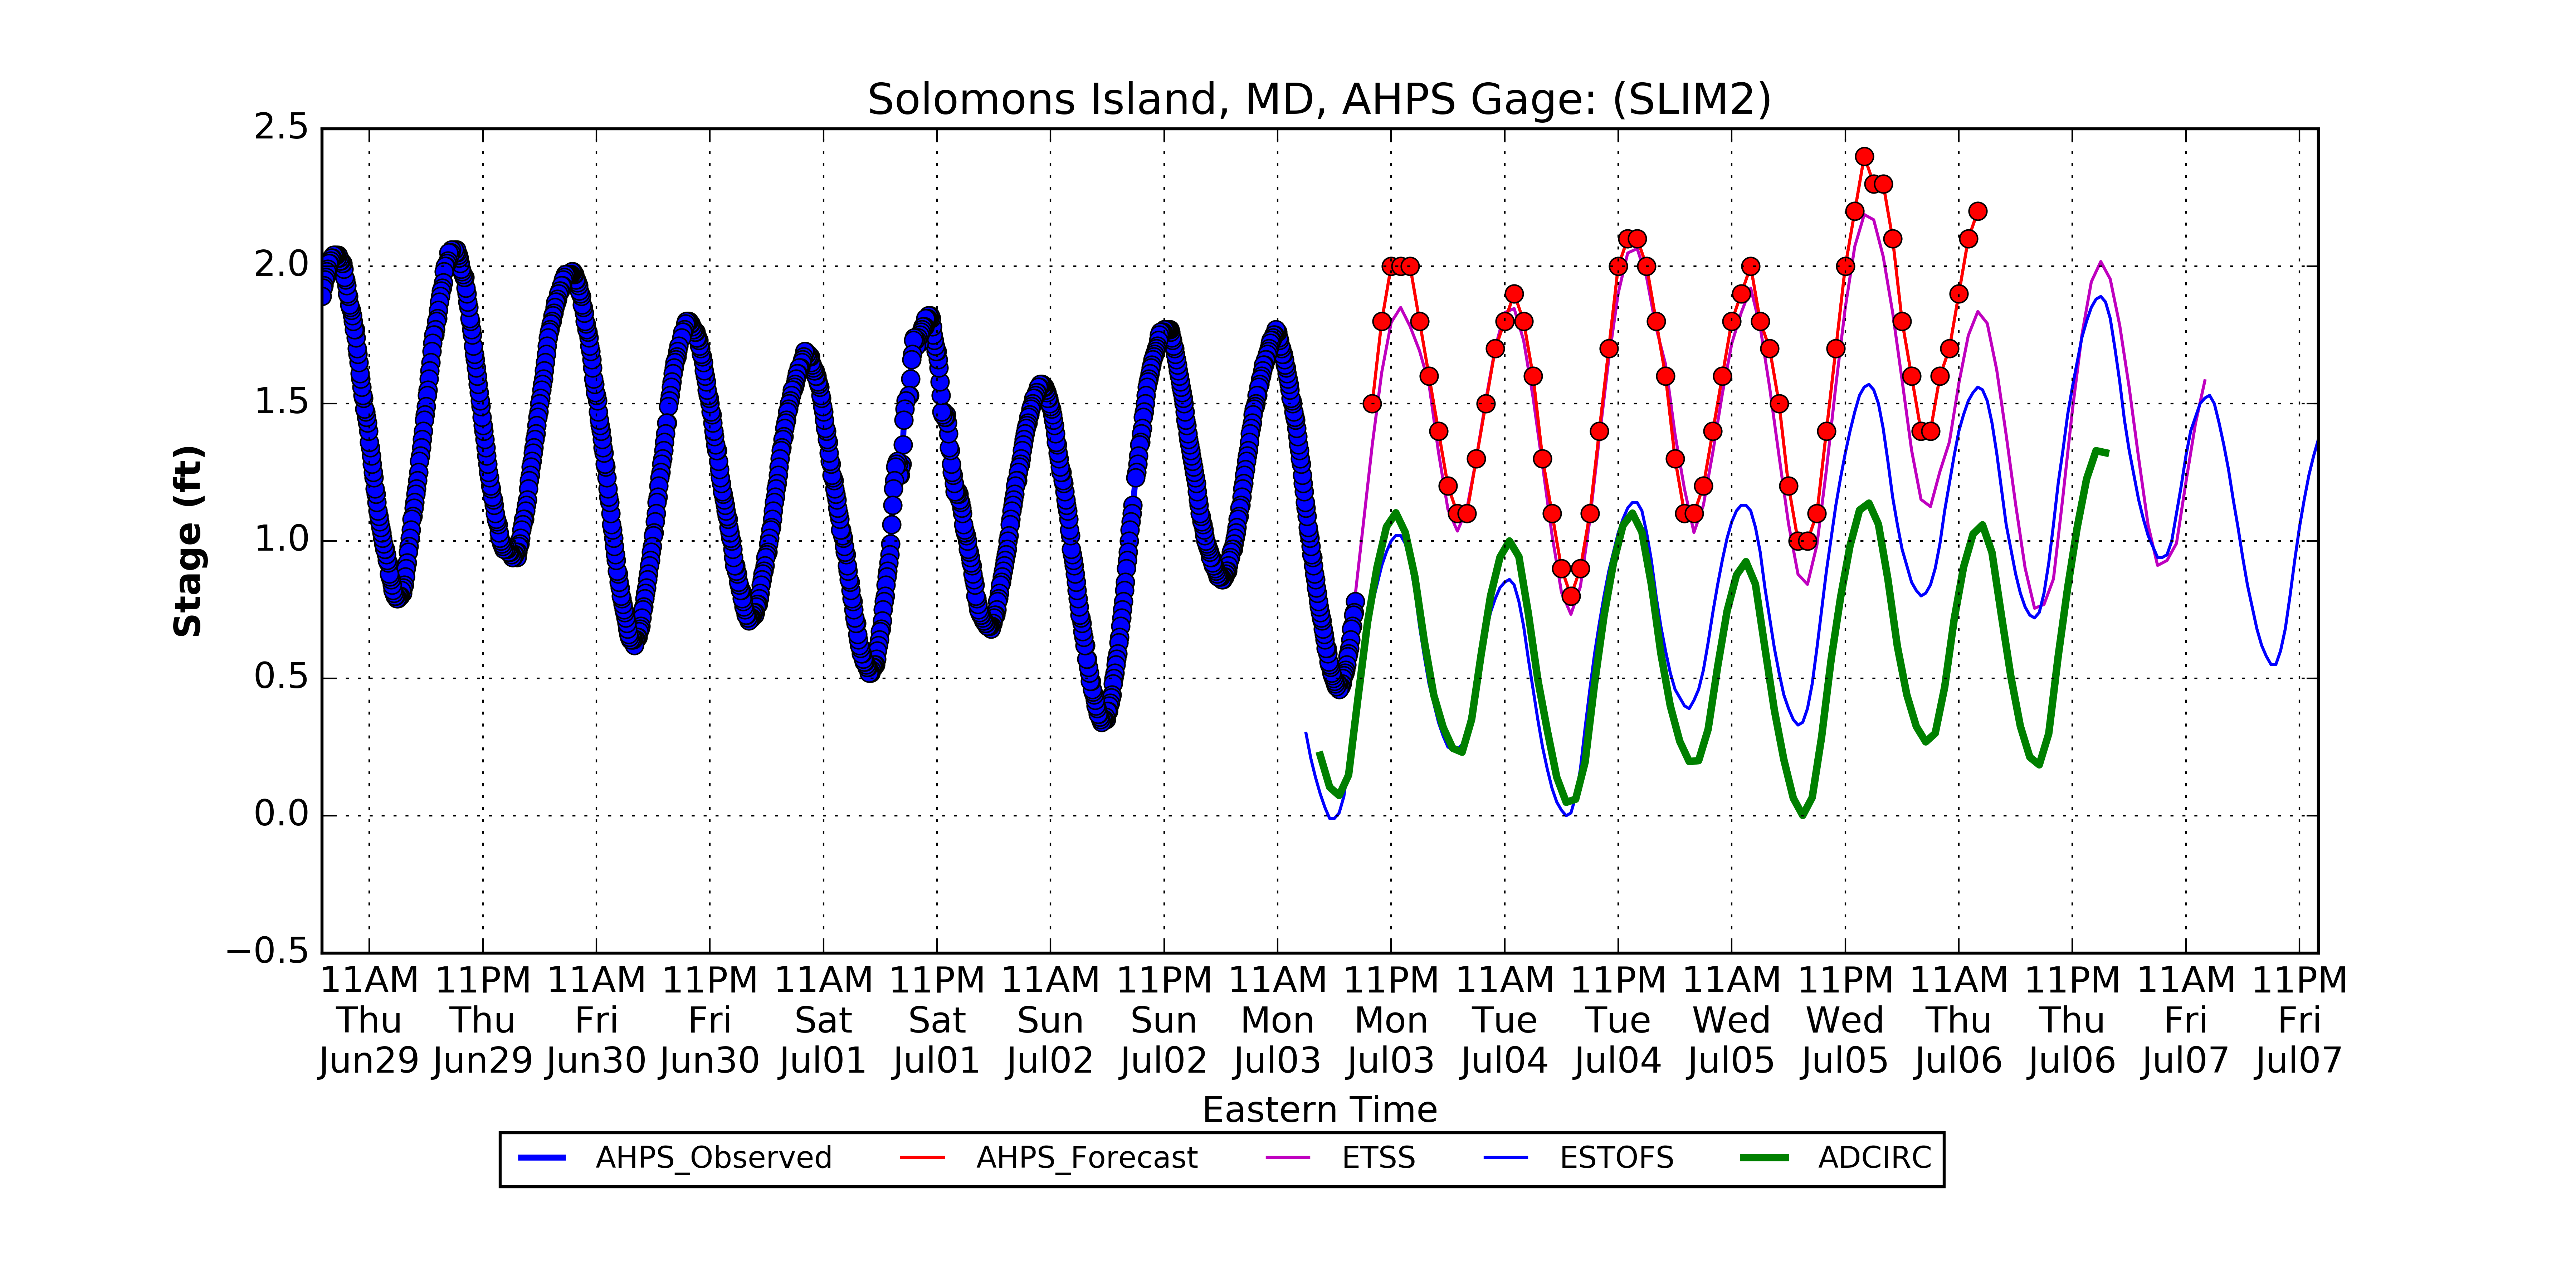 Solomons Island, MD, AHPS Gage: (SLIM2)
Stage (ft)
2.5
2.0
1.5
1.0
0.5
0.0
−0.5
11AM 11PM 11AM 11PM 11AM 11PM 11AM 11PM 11AM 11PM 11AM 11PM 11AM 11PM 11AM 11PM 11AM 11PM
Thu Thu Fri Fri Sat Sat Sun Sun Mon Mon Tue Tue Wed Wed Thu Thu Fri Fri
Jun29 Jun29 Jun30 Jun30 Jul01 Jul01 Jul02 Jul02 Jul03 Jul03 Jul04 Jul04 Jul05 Jul05 Jul06 Jul06 Jul07 Jul07
Eastern Time
AHPS_Observed AHPS_Forecast ETSS ESTOFS ADCIRC